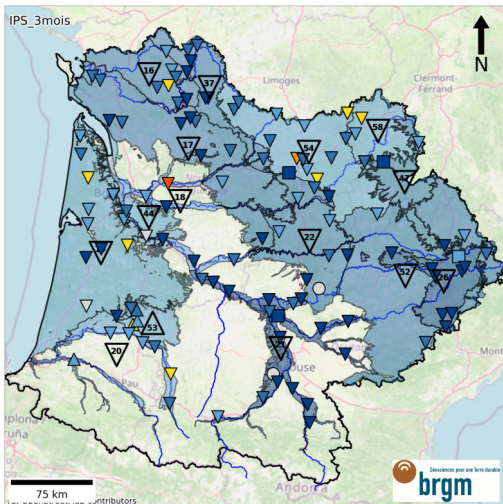 IPS_3mois
N
Limoges
Clermont-
Ferrand
16
37
17
54
58
18
44
22
52
26
53
20
Pau
ouse
Andorra
75 km
contributors
Géosciences pour une Terre durable
brgm